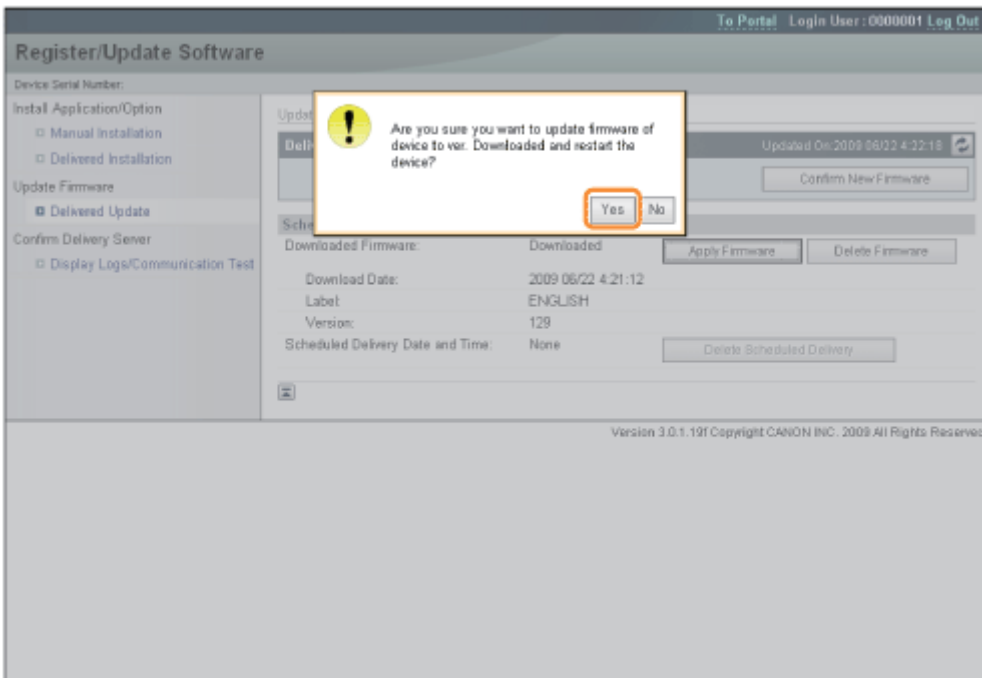 To Portal Login User : 0000001 Log Out
Register/Update Software
Device Serial Number:
Install Application/Option
Manual Installation
Delivered Installation
Update Firmware
Delivered Update
Confirm Delivery Server
Display Logs/Communication Test
Are you sure you want to update firmware of
device to ver. Downloaded and restart the
device?
Yes No
Updated On:2009 06/22 4:22:18
Confirm New Firmware
Downloaded Firmware: Downloaded Apply Firmware Delete Firmware
Download Date: 2009 06/22 4:21:12
Label: ENGLISH
Version: 129
Scheduled Delivery Date and Time: None Delete Scheduled Delivery
Version 3.0.1.191 Copyright CANON INC. 2009 All Rights Reserved